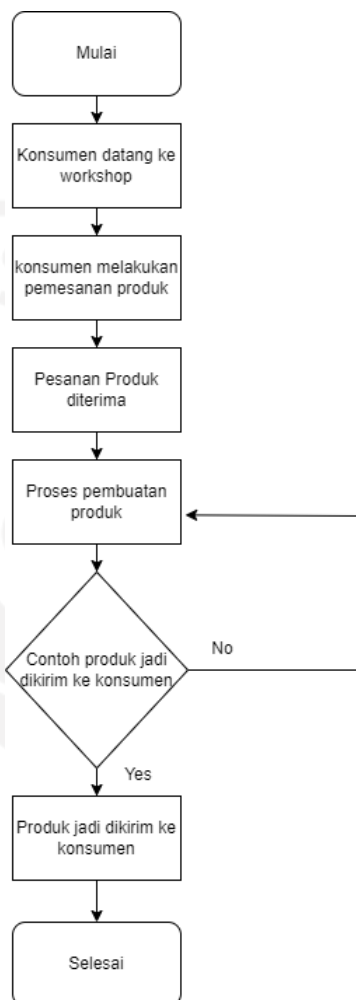 Mulai
Konsumen datang ke
workshop
konsumen melakukan
pemesanan produk
Pesanan Produk
diterima
Proses pembuatan
produk
Contoh produk jadi
dikirim ke konsumen
No
Yes
Produk jadi dikirim ke
konsumen
Selesai